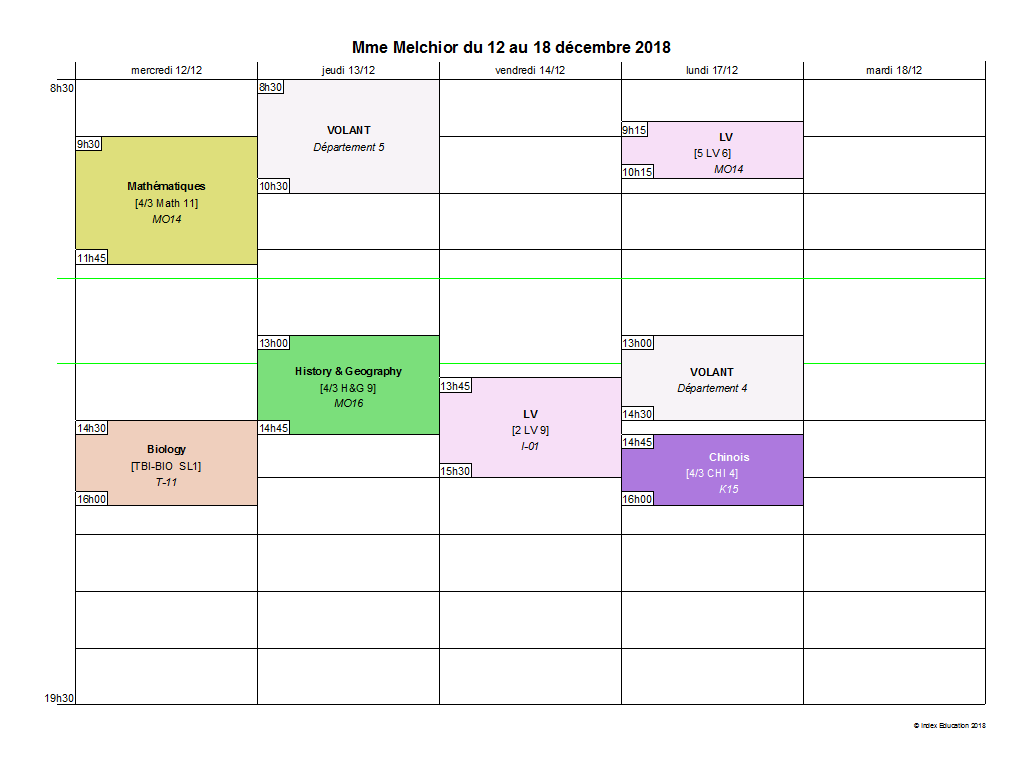 Mme Melchior du 12 au 18 décembre 2018
mercredi 12/12
jeudi 13/12
vendredi 14/12
lundi 17/12
mardi 18/12
8h30
9h30
Mathématiques
[4/3 Math 11]
MO14
11h45
14h30
Biology
[TBI-BIO  SL1]
T-11
16h00
8h30
VOLANT
Département 5
10h30
13h00
History & Geography
[4/3 H&G 9]
MO16
14h45
13h45
LV
[2 LV 9]
I-01
15h30
9h15
LV
[5 LV 6]
MO14
10h15
13h00
VOLANT
Département 4
14h30
14h45
Chinois
[4/3 CHI 4]
K15
16h00
19h30
© Index Education 2018